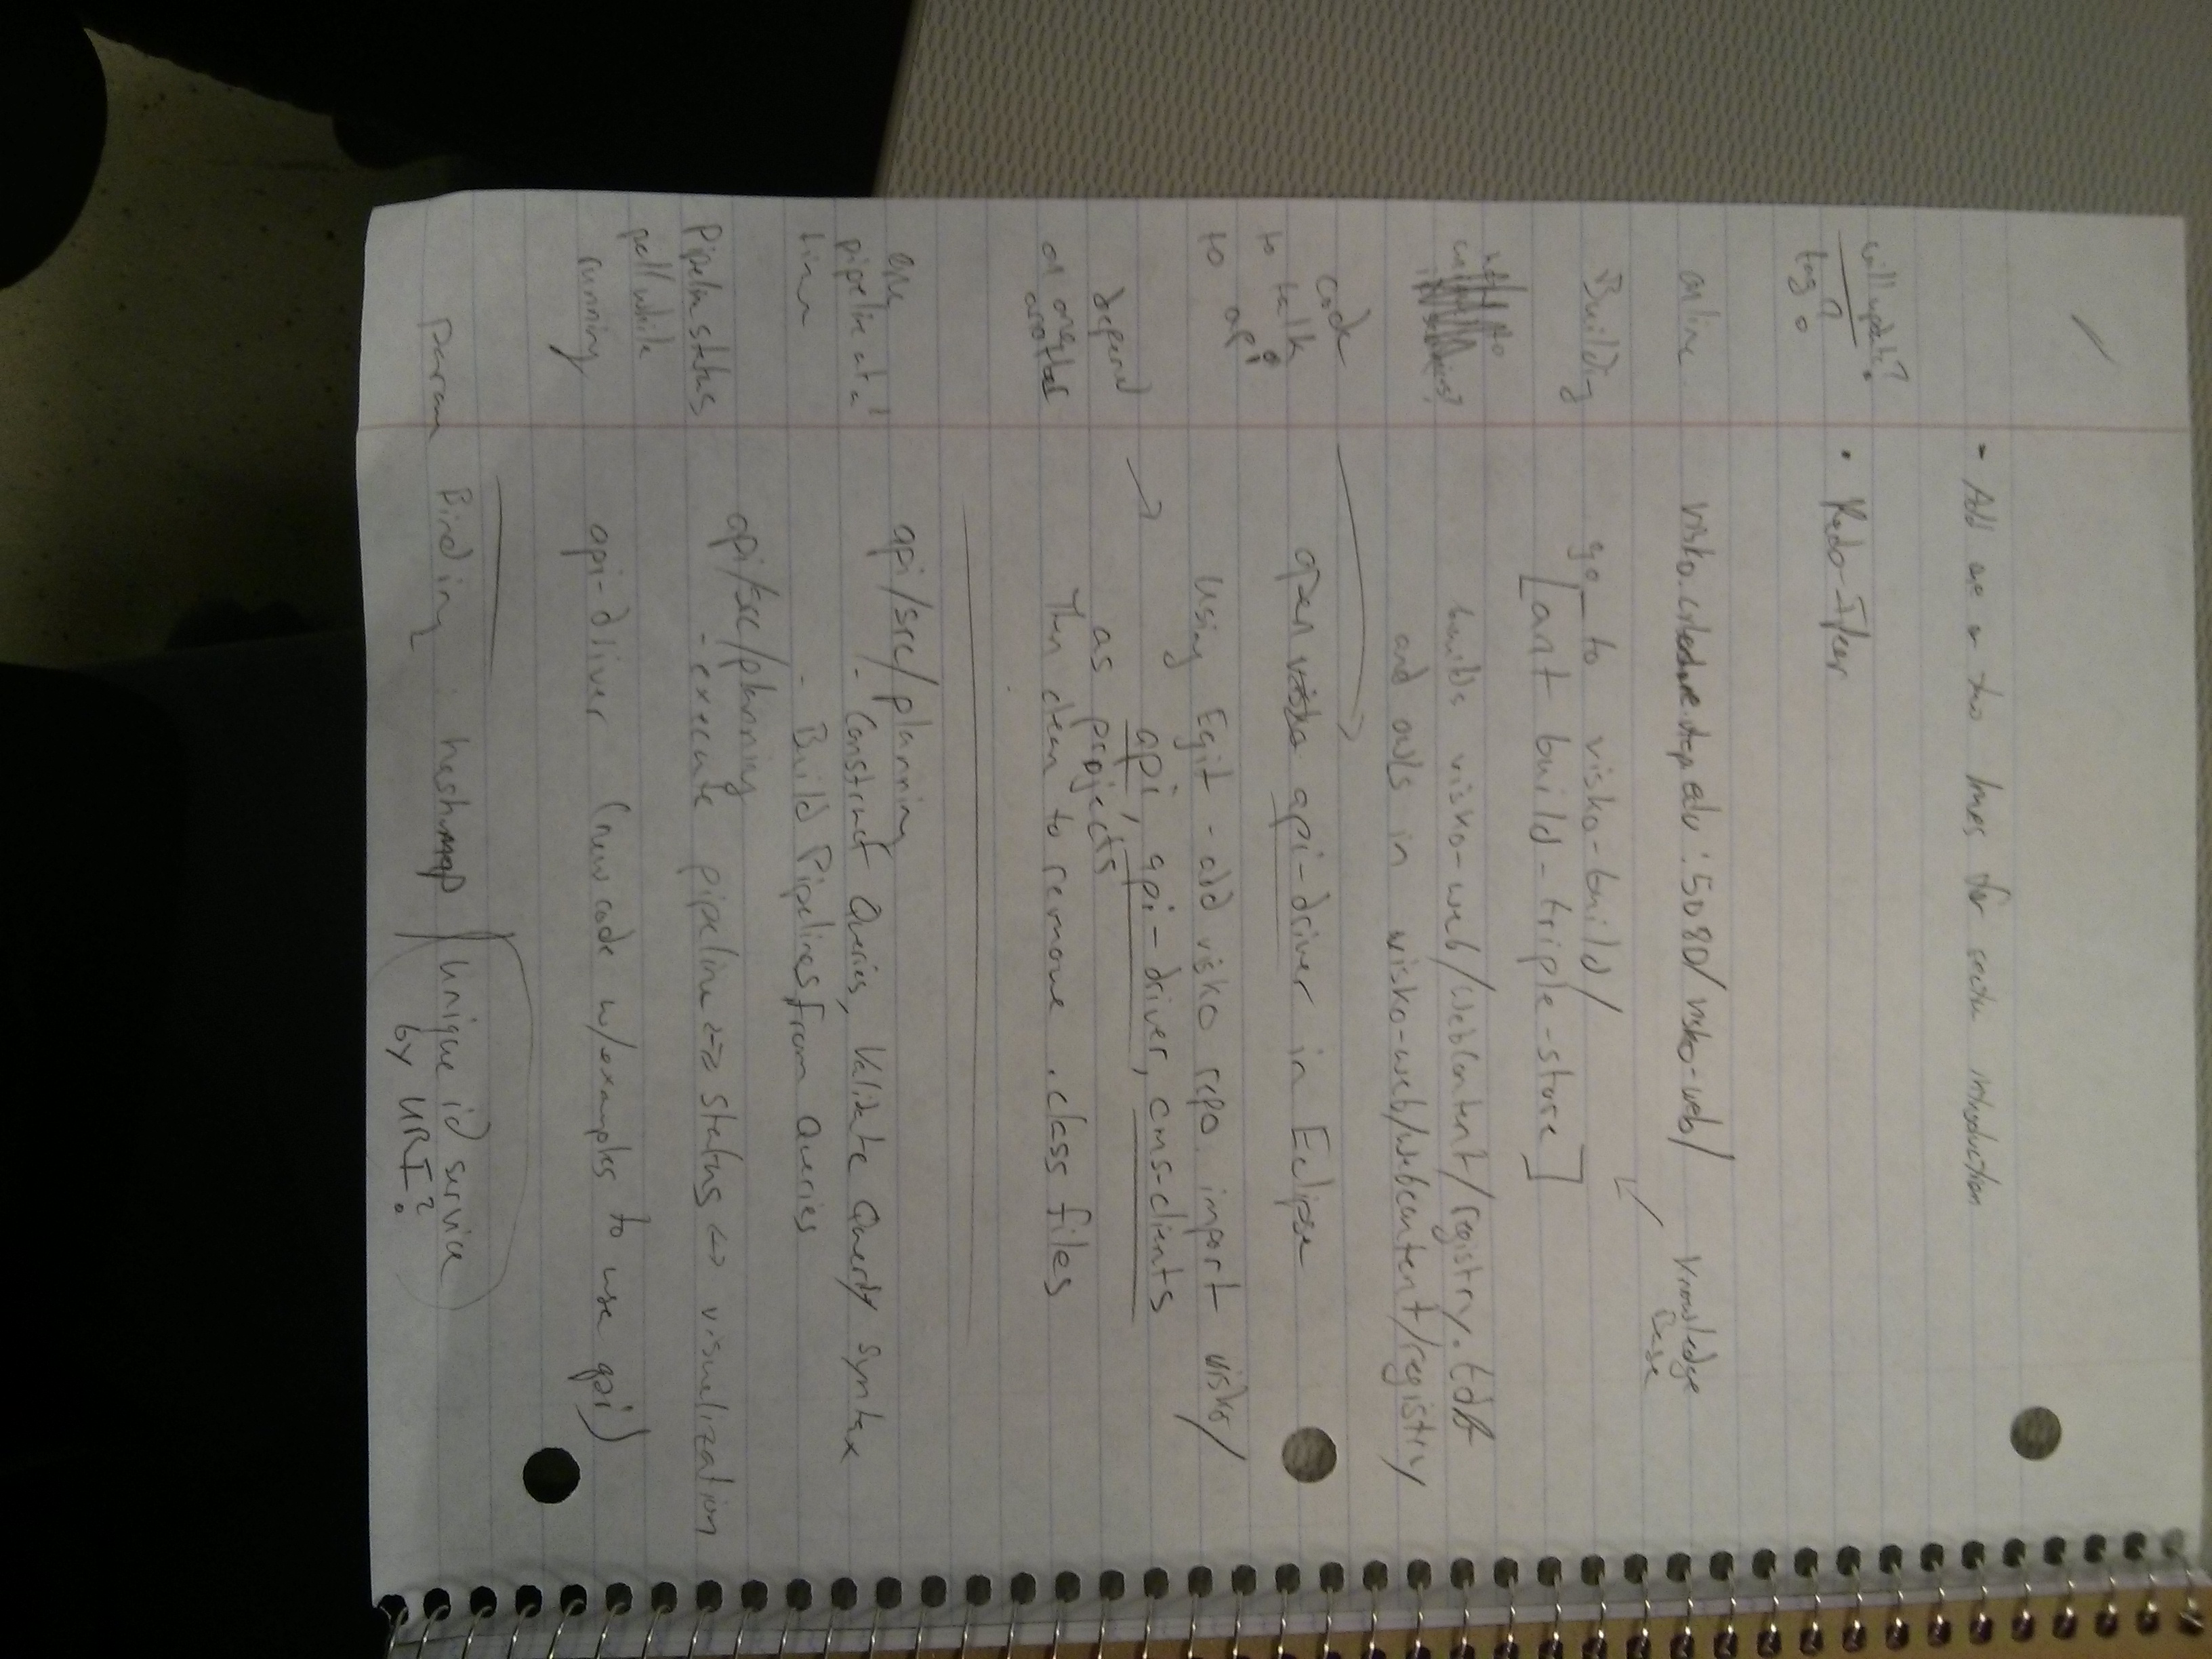 - Add one or two lines for section introduction
will update?
tag?
•
online visko.cybershare.utep.edu:5080/visko-web/
Knowledge
Base
Building go to visko-build/
[ant build-triple-store]
builds visko-web/WebContent/registry.tdb
and owls in visko-web/webcontent/registry
code
to talk
to api
open visko api-driver in Eclipse
Using Egit - add visko repo. import visko/
api, api-driver, cms-clients
as projects
depend
on one
another
Then clean to remove .class files
one
pipeline at a
time
api/src/planning
- Construct Queries, Validate Query Syntax
- Build Pipelines from Queries
api/src/planning
- execute pipeline <-> status <-> visualization
Pipeline status
poll while
running
api-driver (new code w/examples to use api)
param Binding : hashmap
unique id service
by URI?